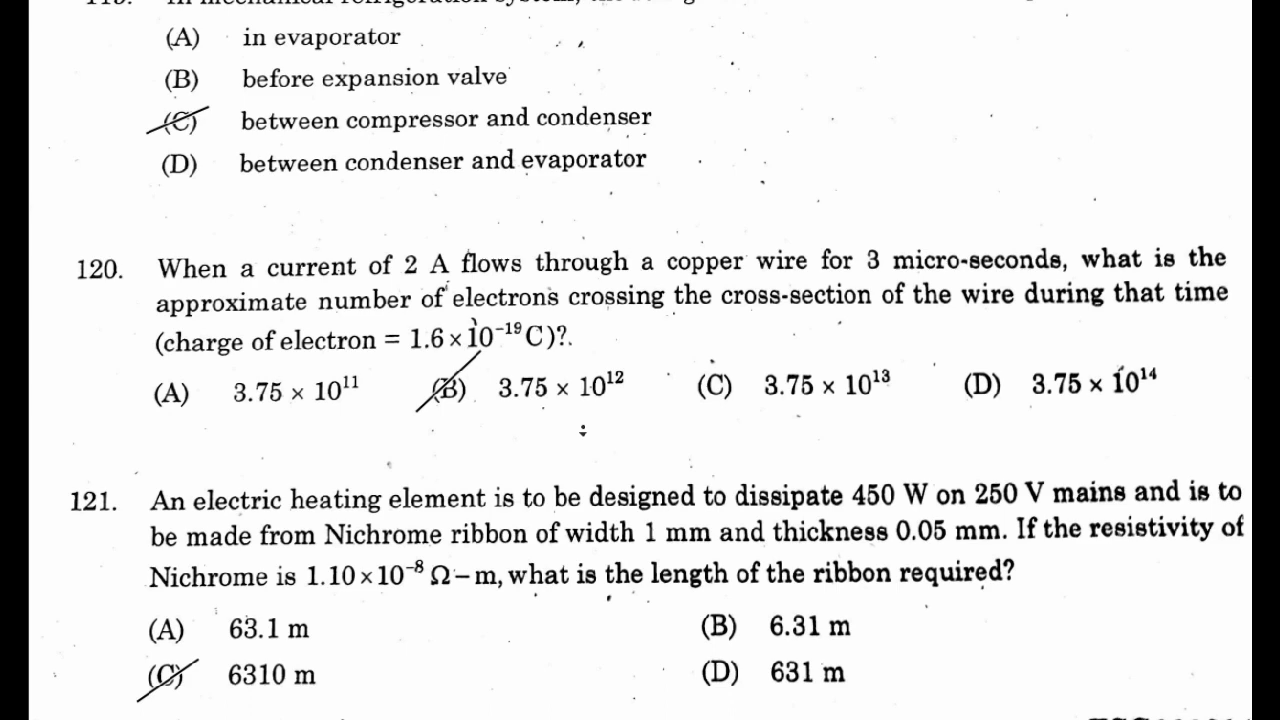 (A) in evaporator
(B) before expansion valve
(C) between compressor and condenser
(D) between condenser and evaporator
120. When a current of 2 A flows through a copper wire for 3 micro-seconds, what is the
approximate number of electrons crossing the cross-section of the wire during that time
(charge of electron = 1.6 × 10⁻¹⁹ C)?.
(A) 3.75 × 10¹¹ (B) 3.75 × 10¹² (C) 3.75 × 10¹³ (D) 3.75 × 10¹⁴
121. An electric heating element is to be designed to dissipate 450 W on 250 V mains and is to
be made from Nichrome ribbon of width 1 mm and thickness 0.05 mm. If the resistivity of
Nichrome is 1.10 × 10⁻⁸ Ω – m, what is the length of the ribbon required?
(A) 63.1 m (B) 6.31 m
(C) 6310 m (D) 631 m